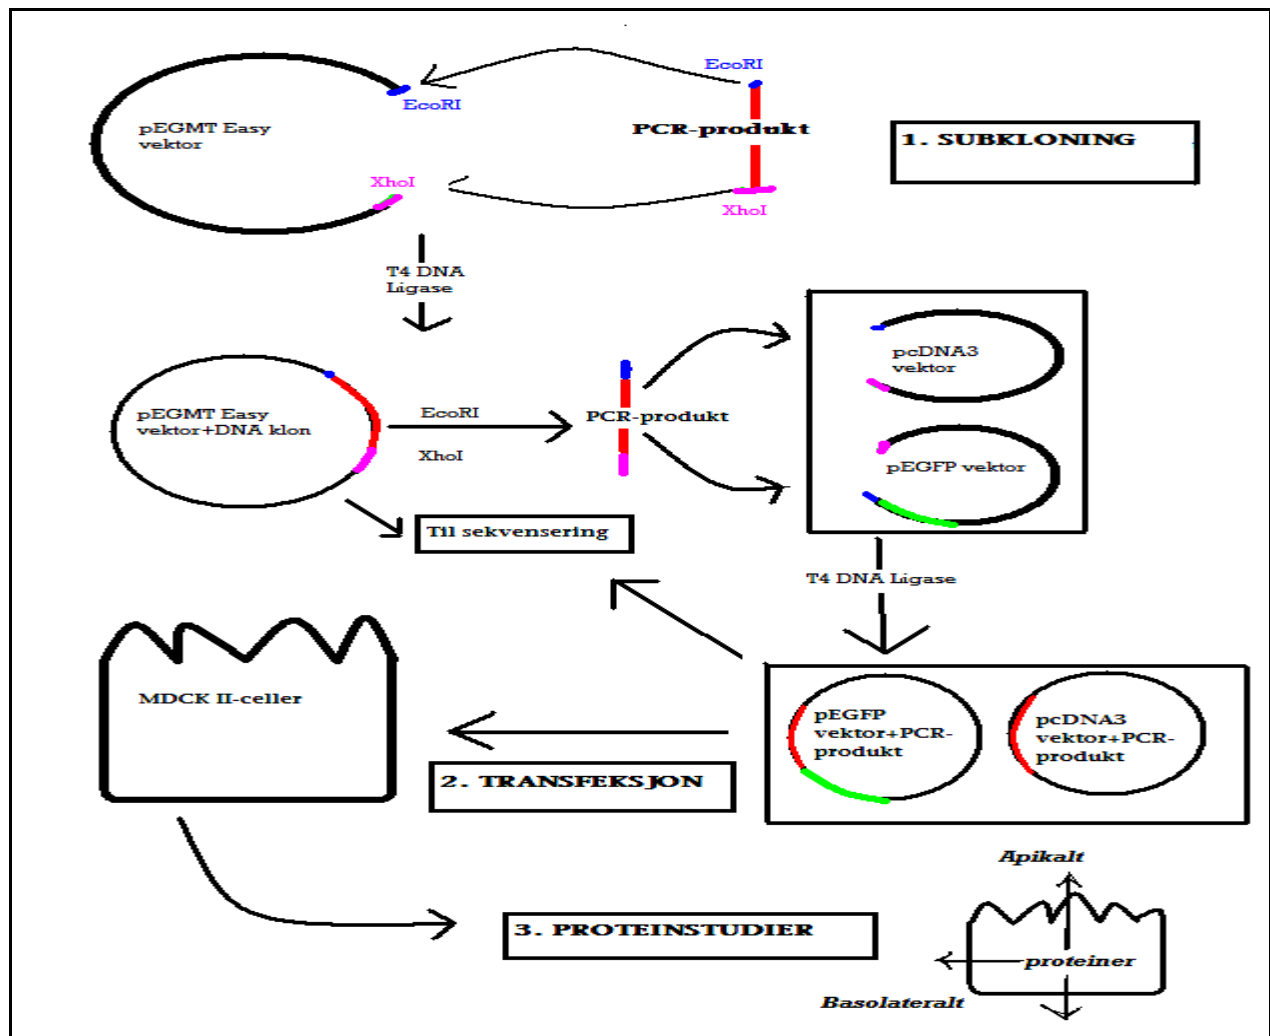 EcoRI
EcoRI
pEGMT Easy
vektor
PCR-produkt
1. SUBKLONING
XhoI
XhoI
T4 DNA
Ligase
pcDNA3
vektor
pEGMT Easy
vektor+DNA klon
EcoRI
XhoI
PCR-produkt
pEGFP vektor
Til sekvensering
T4 DNA Ligase
MDCK II-celler
pEGFP
vektor+PCR-
produkt
pcDNA3
vektor+PCR-
produkt
2. TRANSFEKSJON
Apikalt
3. PROTEINSTUDIER
proteiner
Basolateralt